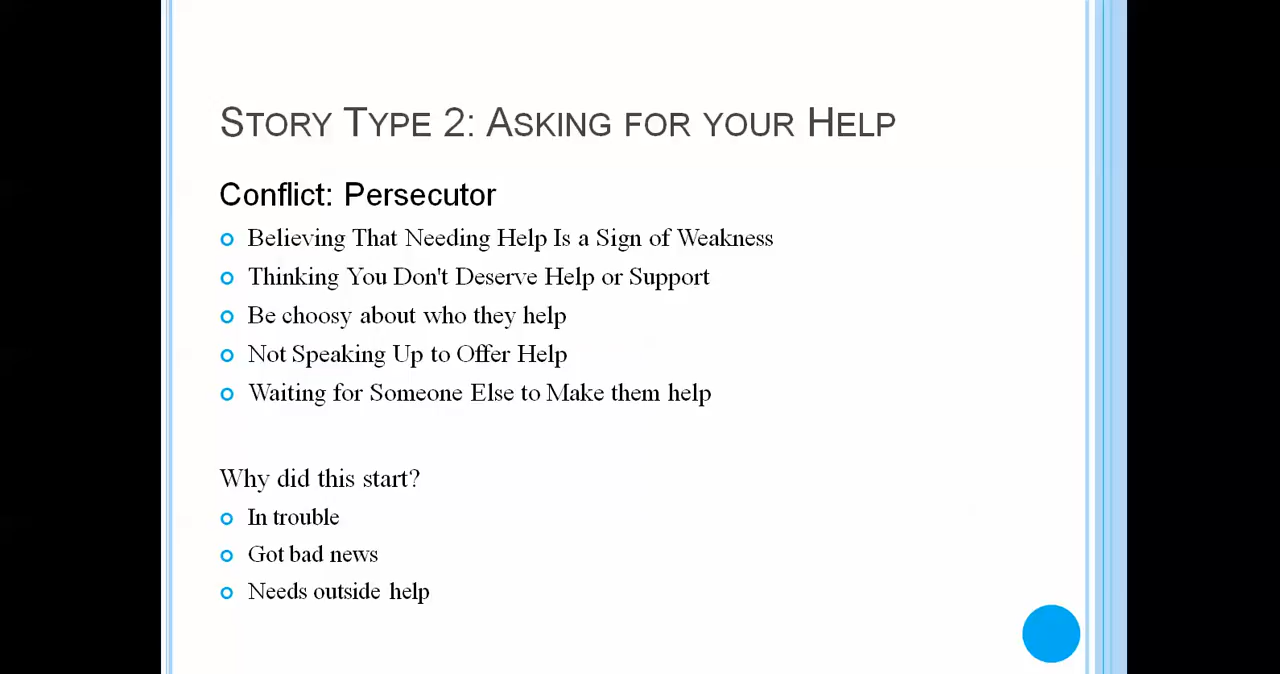 Story Type 2: Asking for your Help
Conflict: Persecutor
Believing That Needing Help Is a Sign of Weakness
Thinking You Don't Deserve Help or Support
Be choosy about who they help
Not Speaking Up to Offer Help
Waiting for Someone Else to Make them help
Why did this start?
In trouble
Got bad news
Needs outside help